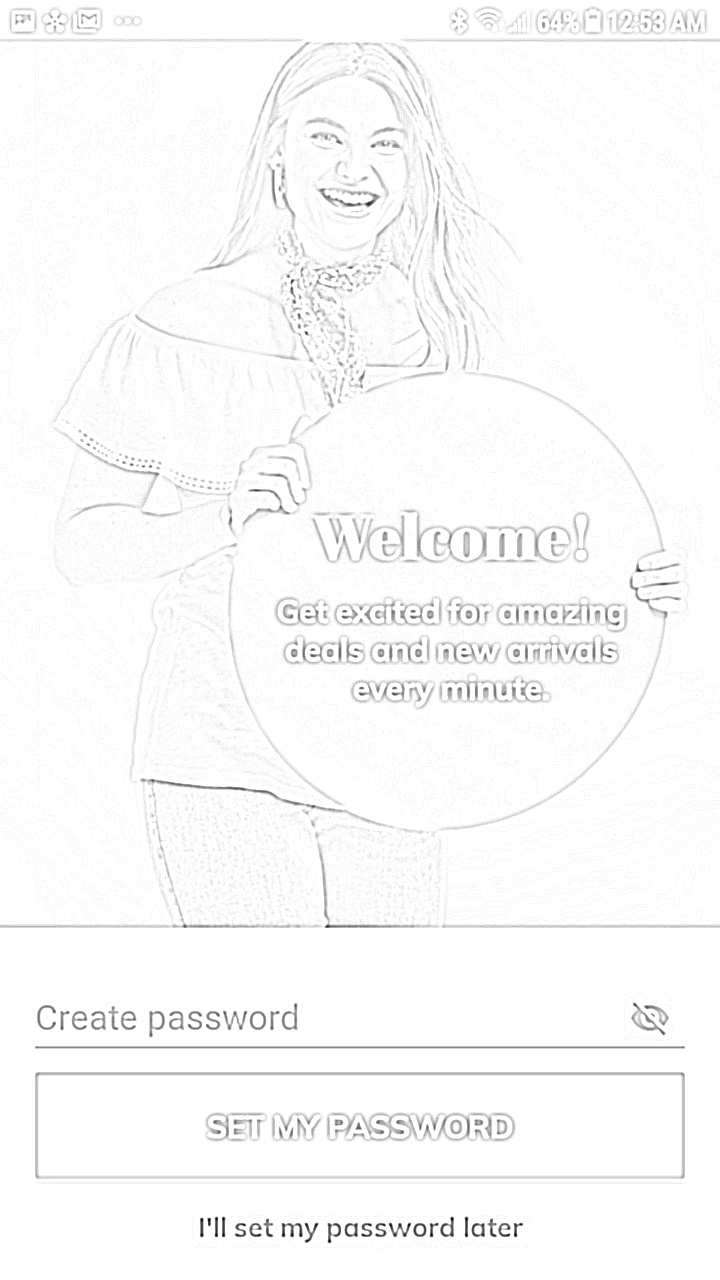 64% 12:53 AM
Welcome!
Get excited for amazing
deals and new arrivals
every minute.
Create password
SET MY PASSWORD
I'll set my password later